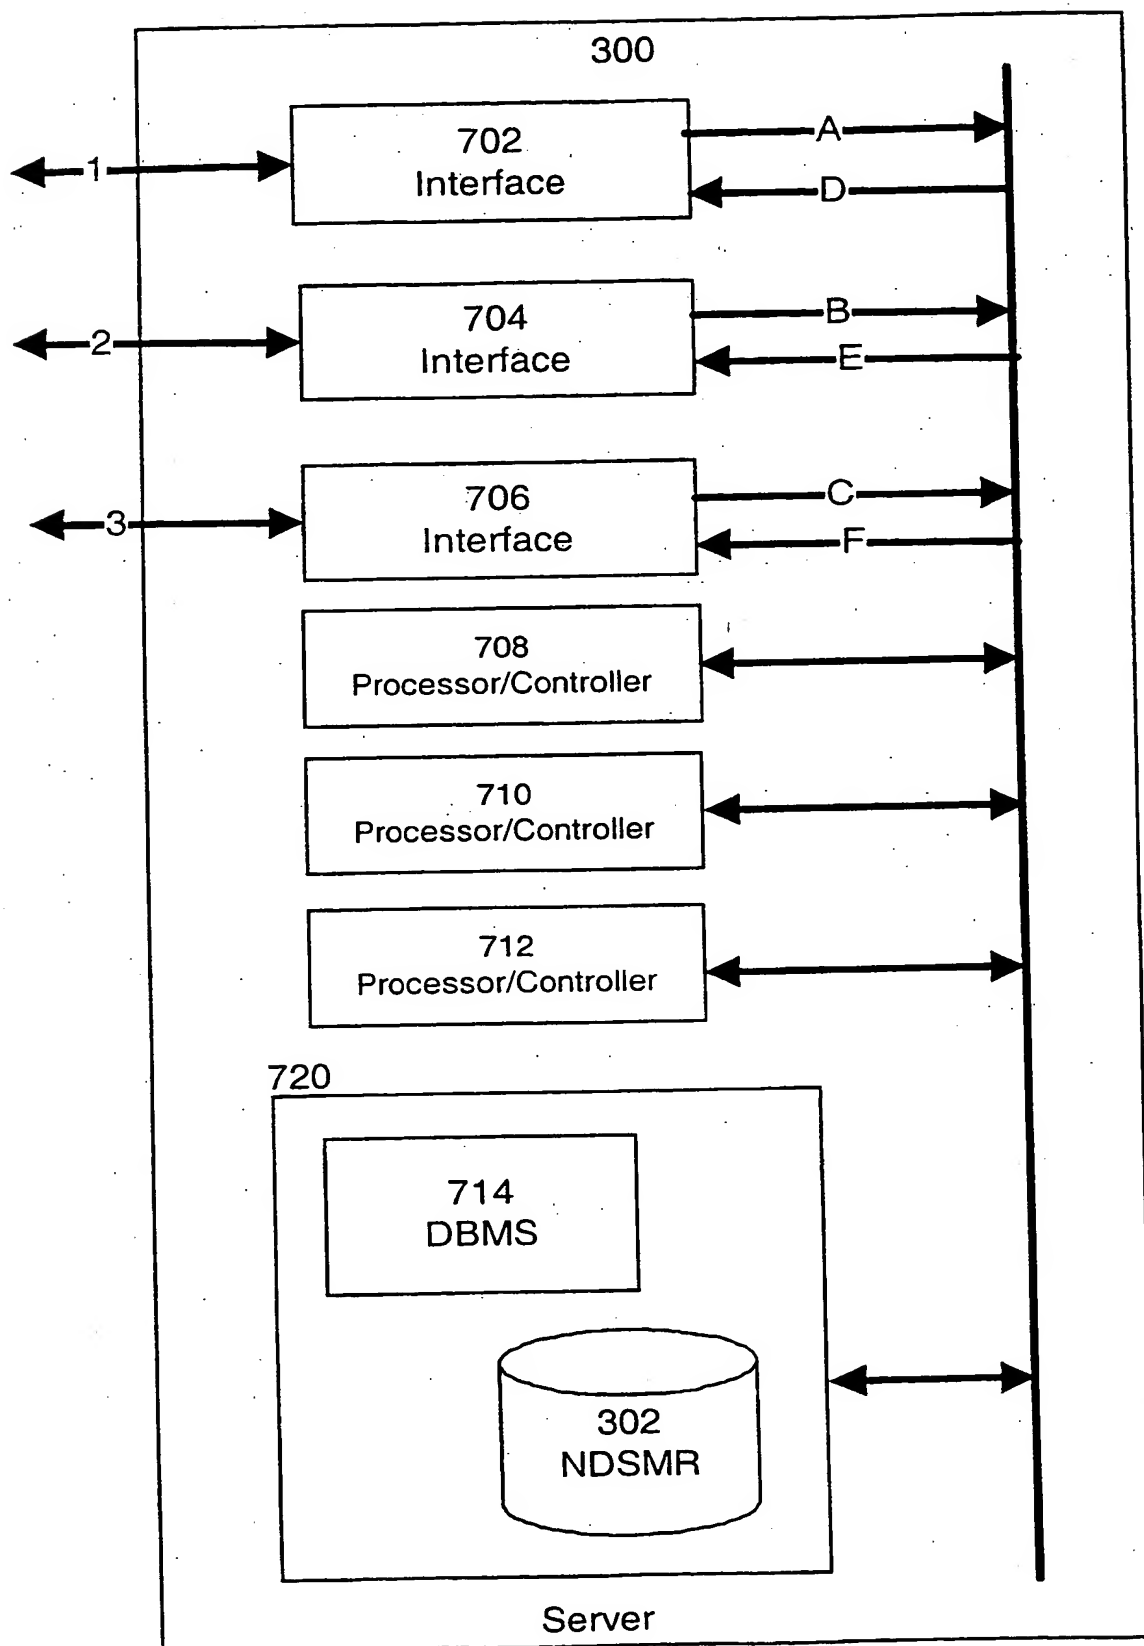 300
702
Interface
1
A
D
704
Interface
2
B
E
706
Interface
3
C
F
708
Processor/Controller
710
Processor/Controller
712
Processor/Controller
720
714
DBMS
302
NDSMR
Server